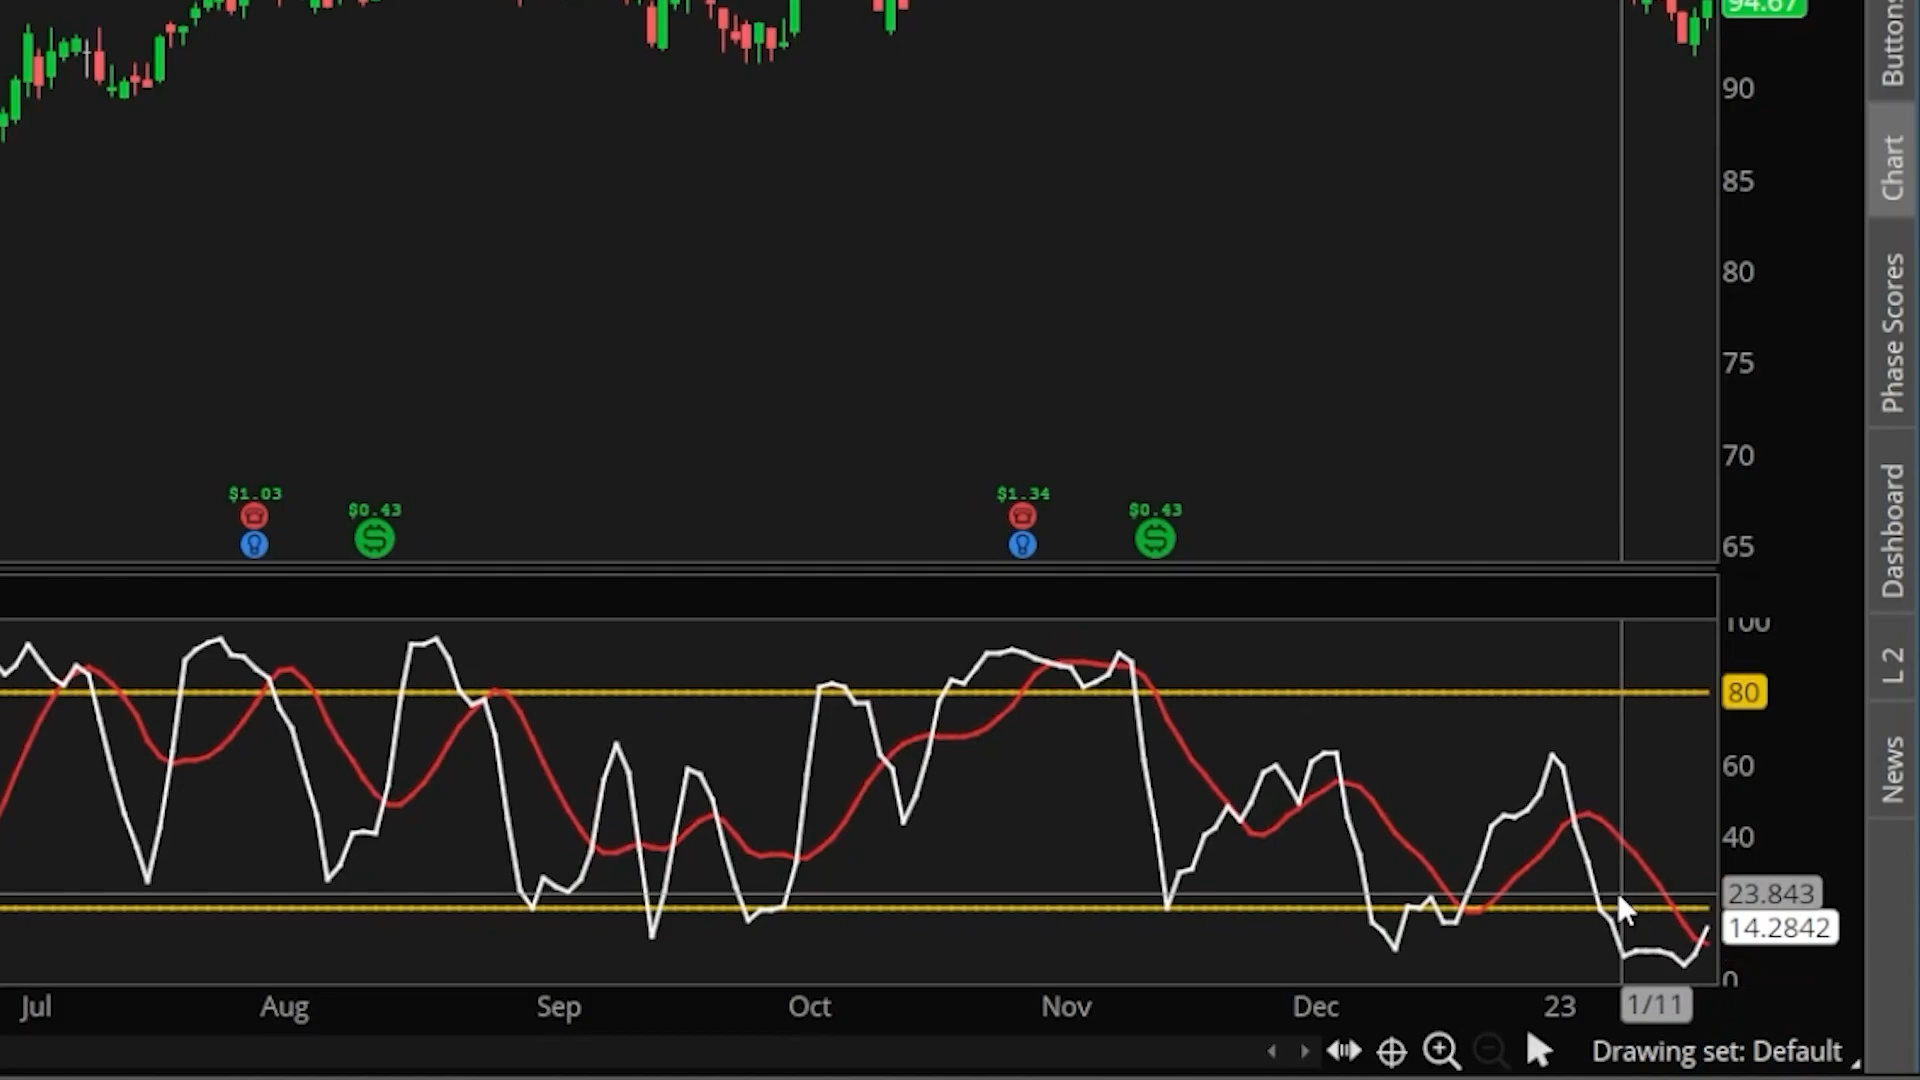 94.67
90
85
80
75
70
65
$1.03
$0.43
$1.34
$0.43
100
80
60
40
23.843
14.2842
0
Jul
Aug
Sep
Oct
Nov
Dec
23
1/11
Drawing set: Default
Buttons
Chart
Phase Scores
Dashboard
L 2
News